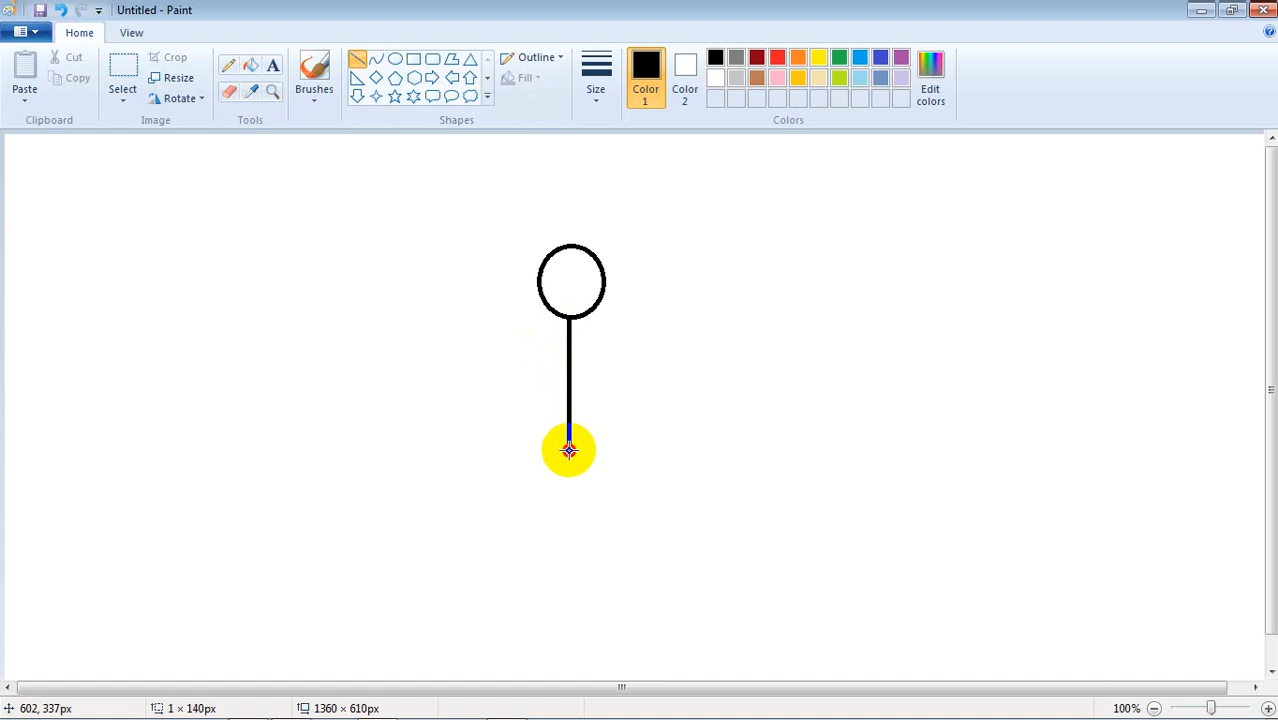 Untitled - Paint
Home
View
Paste
Cut
Copy
Clipboard
Select
Crop
Resize
Rotate
Image
A
Tools
Brushes
Outline
Fill
Shapes
Size
Color
1
Color
2
Edit
colors
Colors
602, 337px
1 × 140px
1360 × 610px
100%